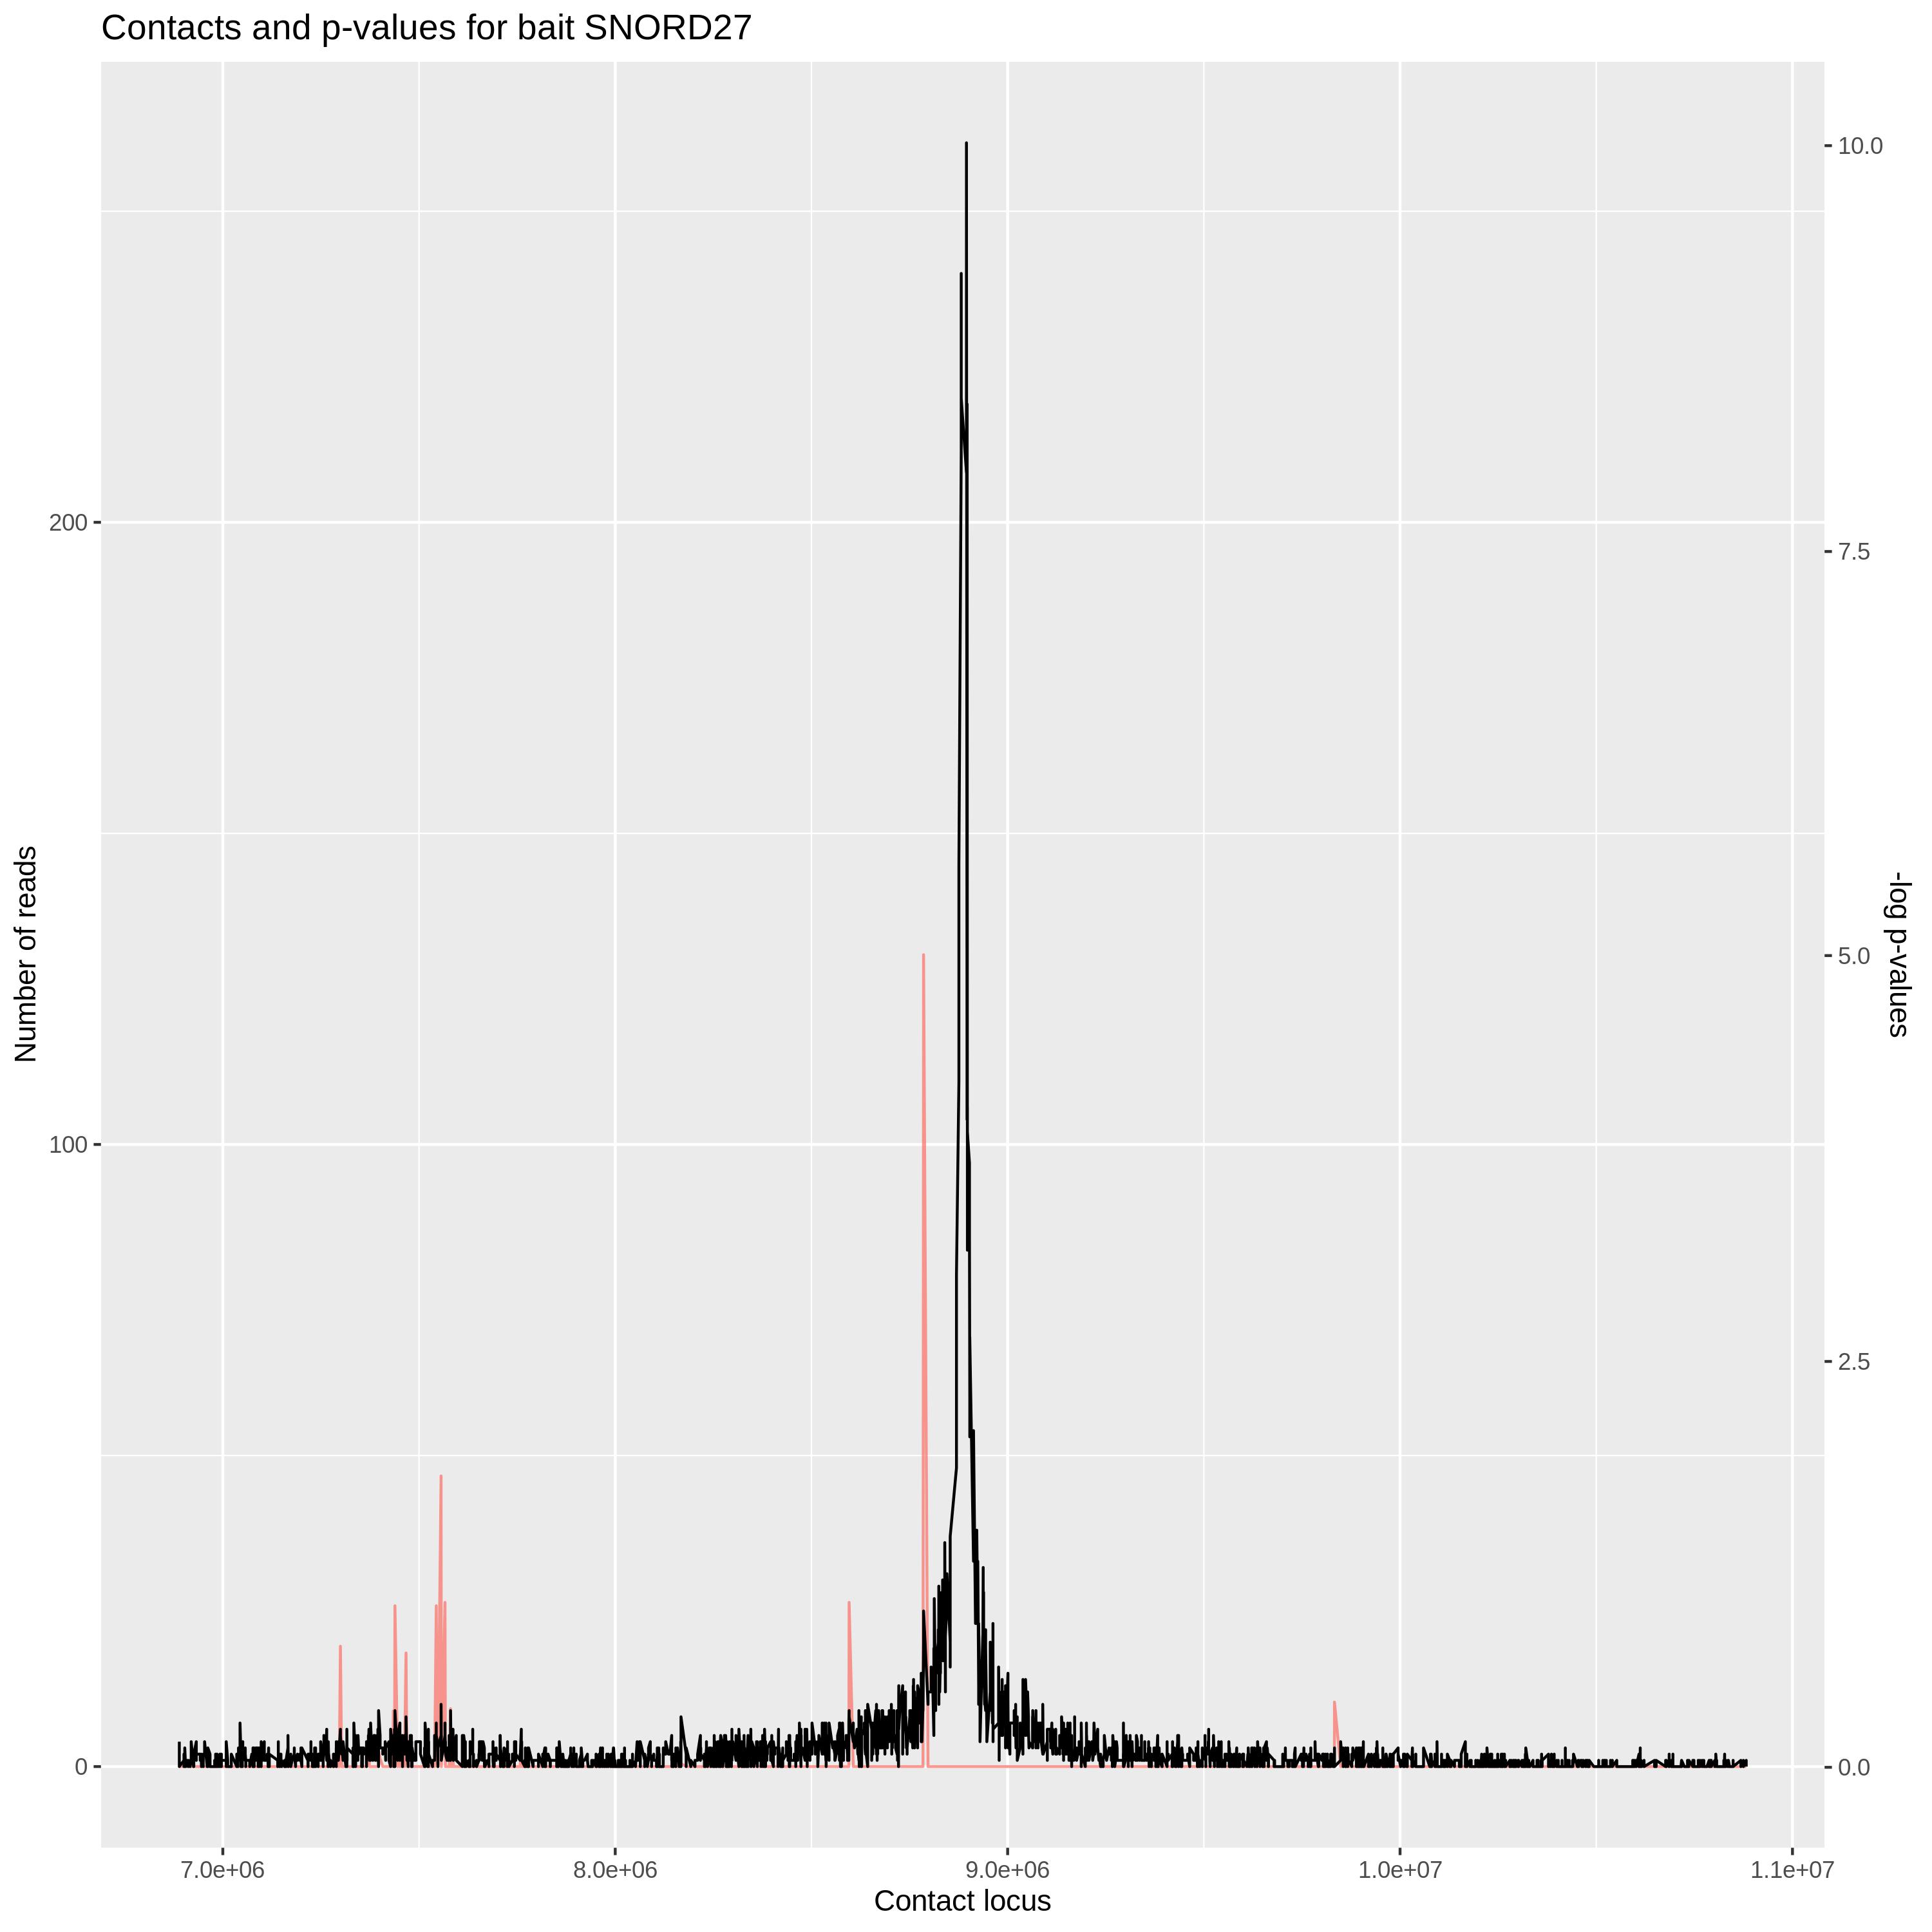 Contacts and p-values for bait SNORD27
10.0
200
7.5
Number of reads
-log p-values
5.0
100
2.5
0
0.0
7.0e+06
8.0e+06
9.0e+06
1.0e+07
1.1e+07
Contact locus